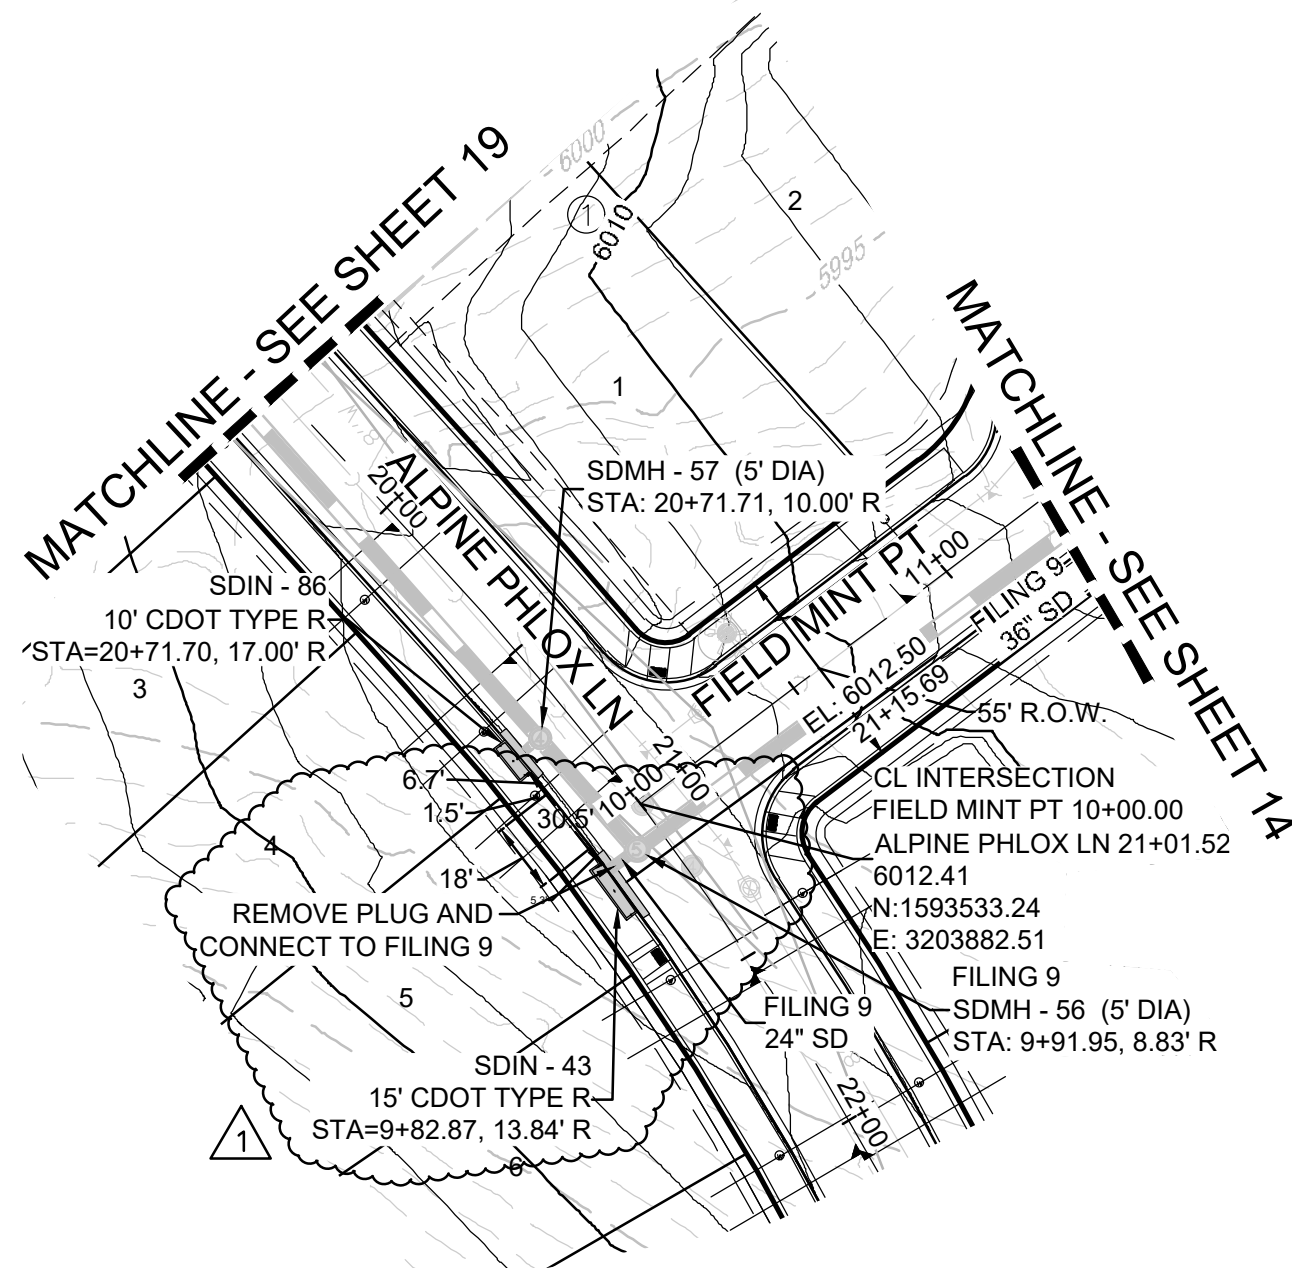 MATCHLINE - SEE SHEET 19
6000
1
6010
2
5995
MATCHLINE - SEE SHEET 14
1
ALPINE PHLOX LN
20+00
SDMH - 57 (5' DIA)
STA: 20+71.71, 10.00' R
FIELD MINT PT
11+00
FILING 9
36" SD
SDIN - 86
10' CDOT TYPE R
STA=20+71.70, 17.00' R
3
EL: 6012.50
21+15.69
55' R.O.W.
4
21+00
10+00
6.7'
1.5'
30.5'
5
CL INTERSECTION
FIELD MINT PT 10+00.00
ALPINE PHLOX LN 21+01.52
6012.41
N:1593533.24
E: 3203882.51
4
18'
REMOVE PLUG AND
CONNECT TO FILING 9
5
FILING 9
SDMH - 56 (5' DIA)
STA: 9+91.95, 8.83' R
FILING 9
24" SD
SDIN - 43
15' CDOT TYPE R
STA=9+82.87, 13.84' R
22+00
1
6